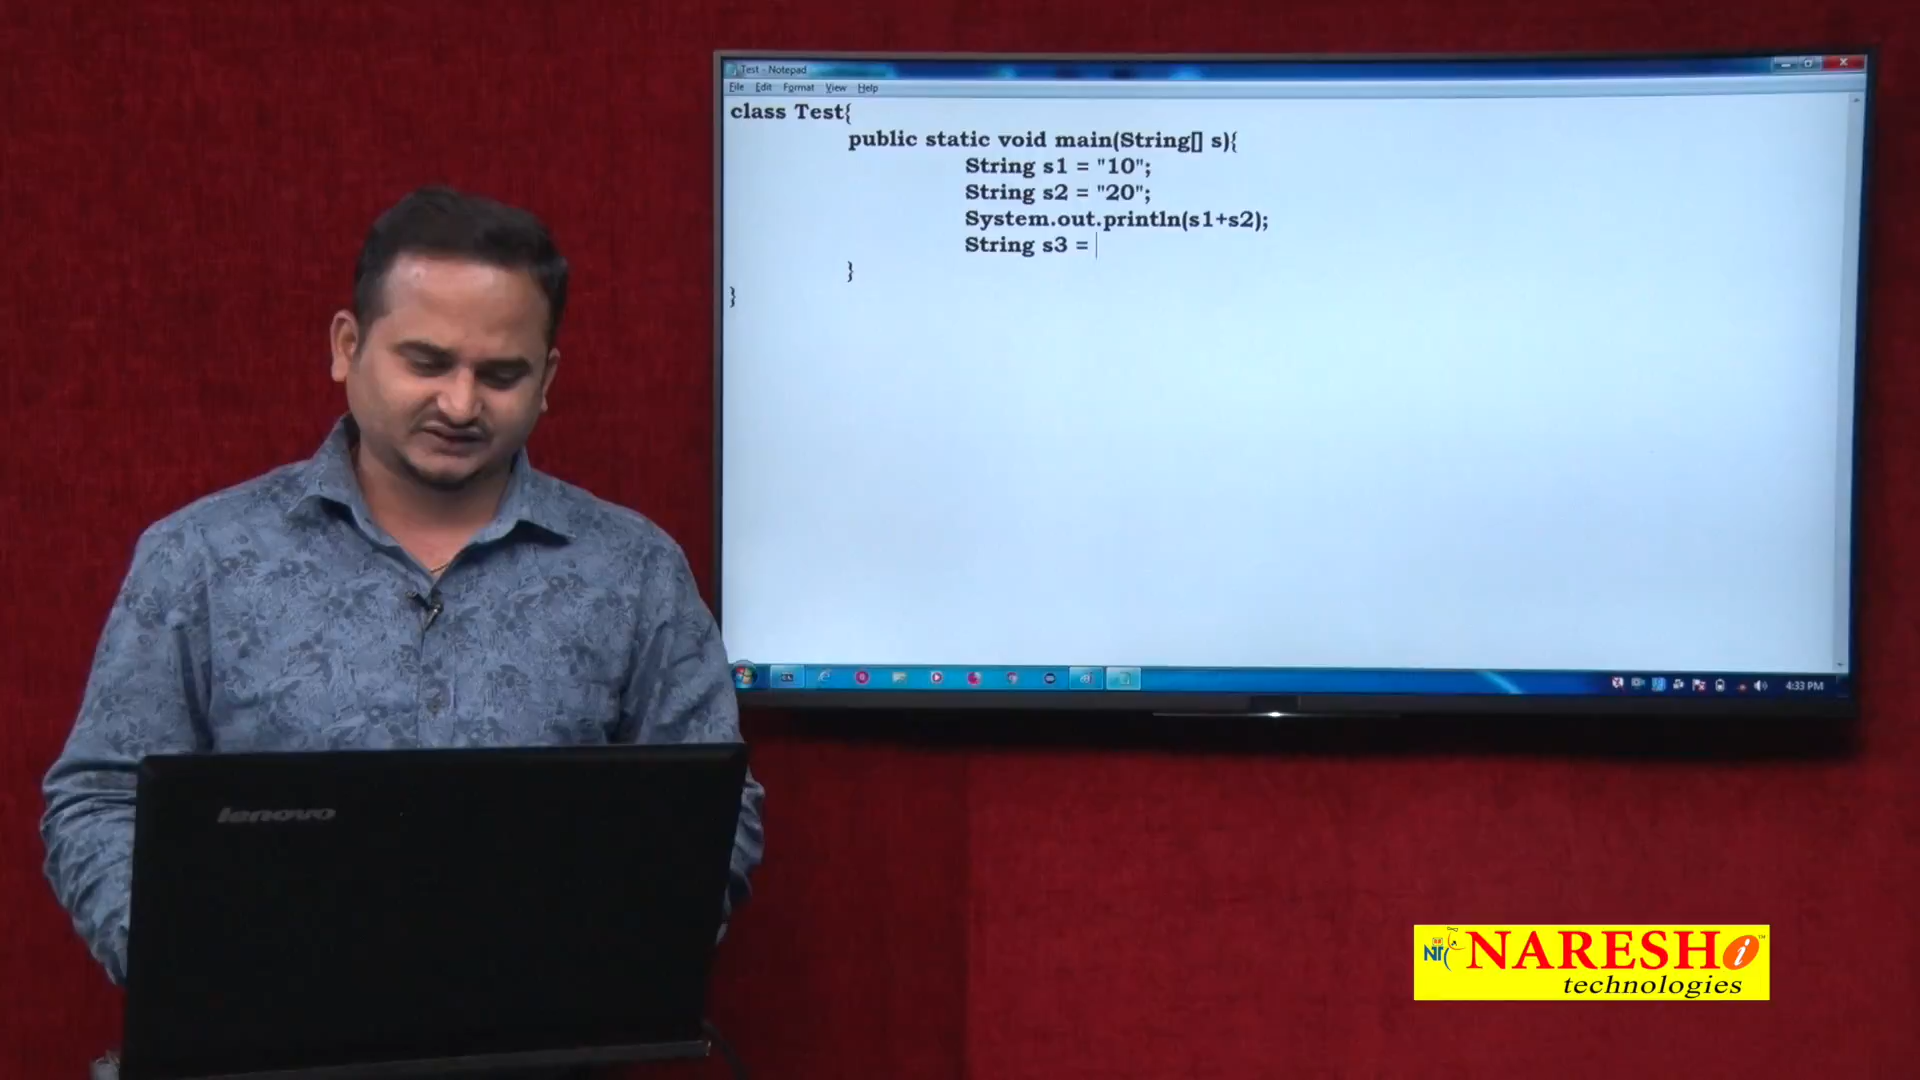 Test - Notepad
File Edit Format View Help
class Test{
public static void main(String[] s){
String s1 = "10";
String s2 = "20";
System.out.println(s1+s2);
String s3 =
}
}
4:33 PM
lenovo
NARESH i
technologies